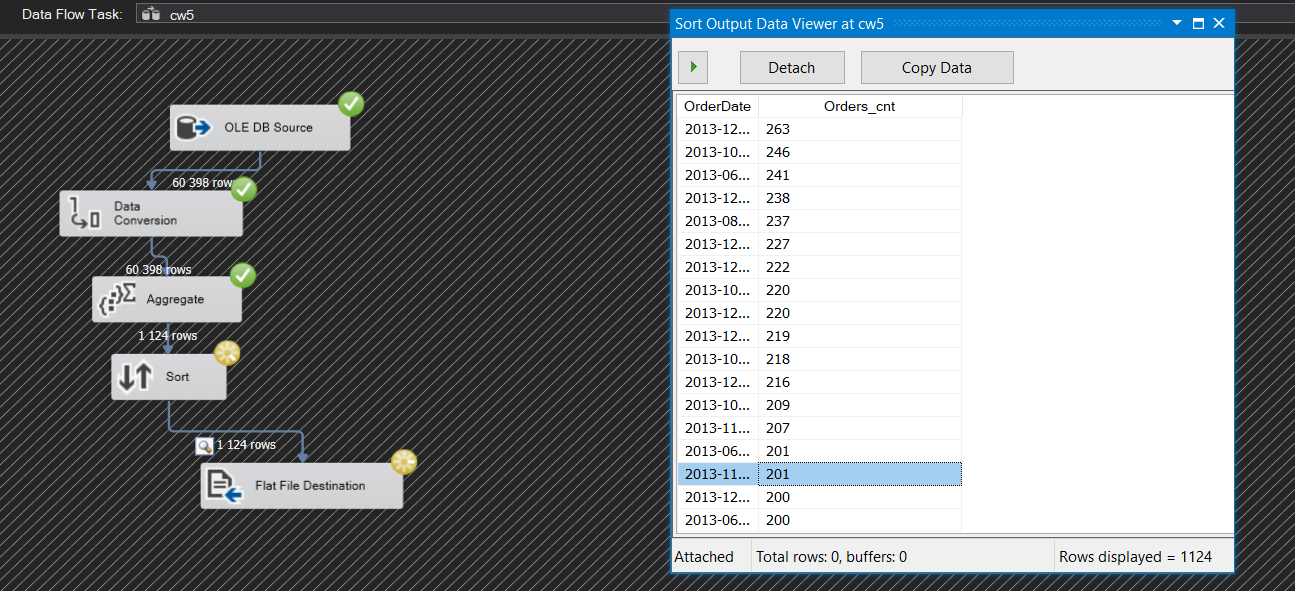 Data Flow Task: cw5
OLE DB Source
60 398 rows
Data
Conversion
60 398 rows
Aggregate
1 124 rows
Sort
1 124 rows
Flat File Destination
Sort Output Data Viewer at cw5
Detach Copy Data
OrderDate Orders_cnt
2013-12... 263
2013-10... 246
2013-06... 241
2013-12... 238
2013-08... 237
2013-12... 227
2013-12... 222
2013-10... 220
2013-12... 220
2013-12... 219
2013-10... 218
2013-12... 216
2013-10... 209
2013-11... 207
2013-06... 201
2013-11... 201
2013-12... 200
2013-06... 200
Attached Total rows: 0, buffers: 0 Rows displayed = 1124